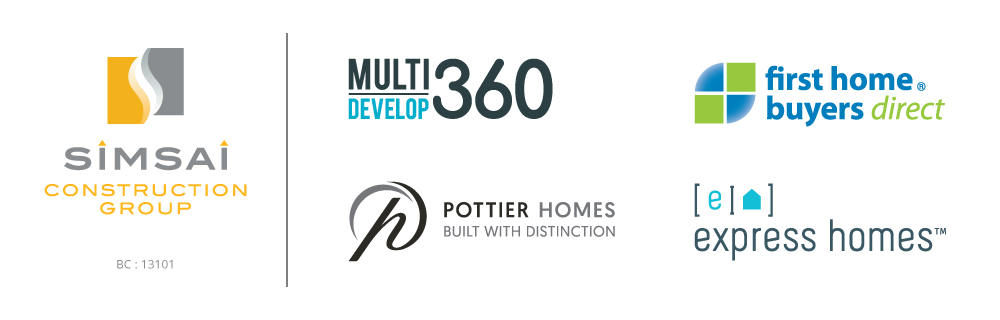 SIMSAI
CONSTRUCTION
GROUP
BC : 13101
MULTI
DEVELOP
360
first home®
buyers direct
p
POTTIER HOMES
BUILT WITH DISTINCTION
[e|]
express homes™